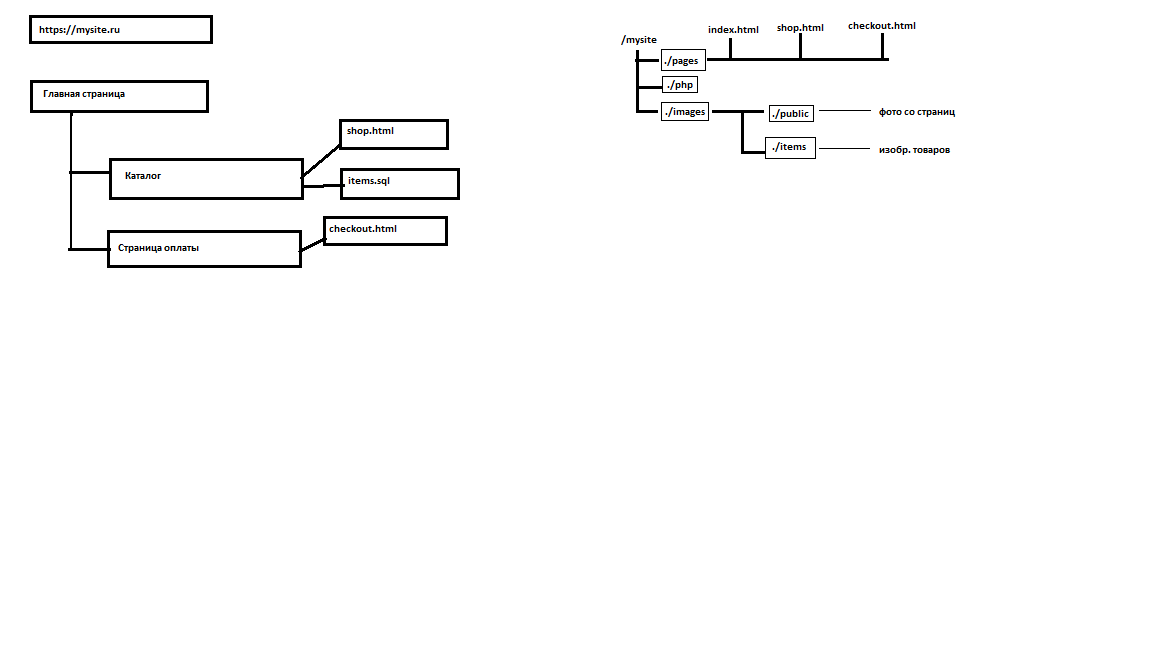 https://mysite.ru
Главная страница
Каталог
shop.html
items.sql
Страница оплаты
checkout.html
/mysite
index.html
shop.html
checkout.html
./pages
./php
./images
./public
фото со страниц
./items
изобр. товаров